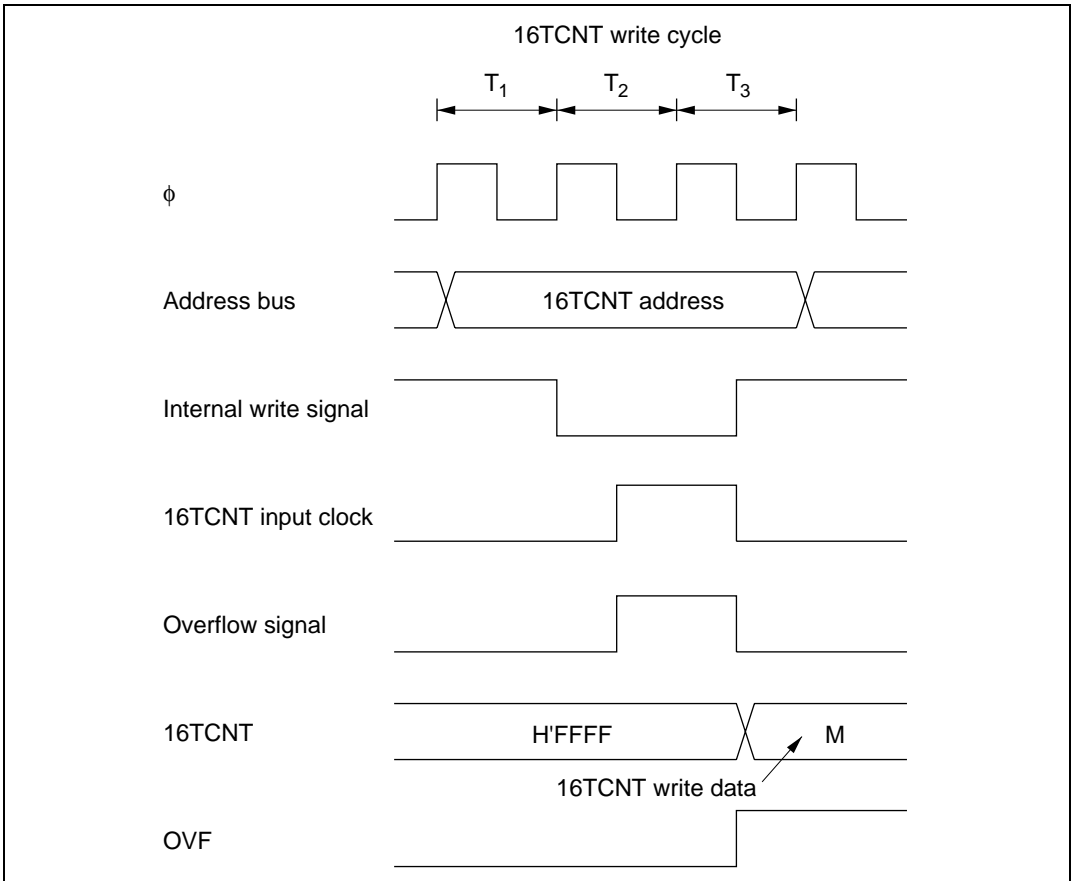 16TCNT write cycle
T1 T2 T3
φ
Address bus
16TCNT address
Internal write signal
16TCNT input clock
Overflow signal
16TCNT
H'FFFF
M
16TCNT write data
OVF